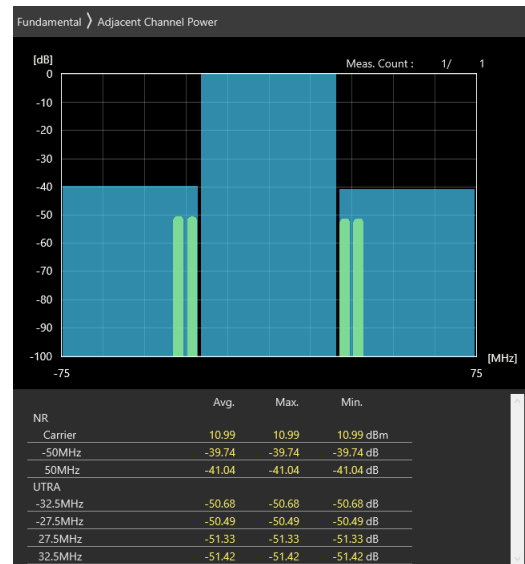 Fundamental ❭ Adjacent Channel Power
[dB]
Meas. Count : 1/ 1
0
-10
-20
-30
-40
-50
-60
-70
-80
-90
-100
[MHz]
-75 75
Avg. Max. Min.
NR
Carrier 10.99 10.99 10.99 dBm
-50MHz -39.74 -39.74 -39.74 dB
50MHz -41.04 -41.04 -41.04 dB
UTRA
-32.5MHz -50.68 -50.68 -50.68 dB
-27.5MHz -50.49 -50.49 -50.49 dB
27.5MHz -51.33 -51.33 -51.33 dB
32.5MHz -51.42 -51.42 -51.42 dB